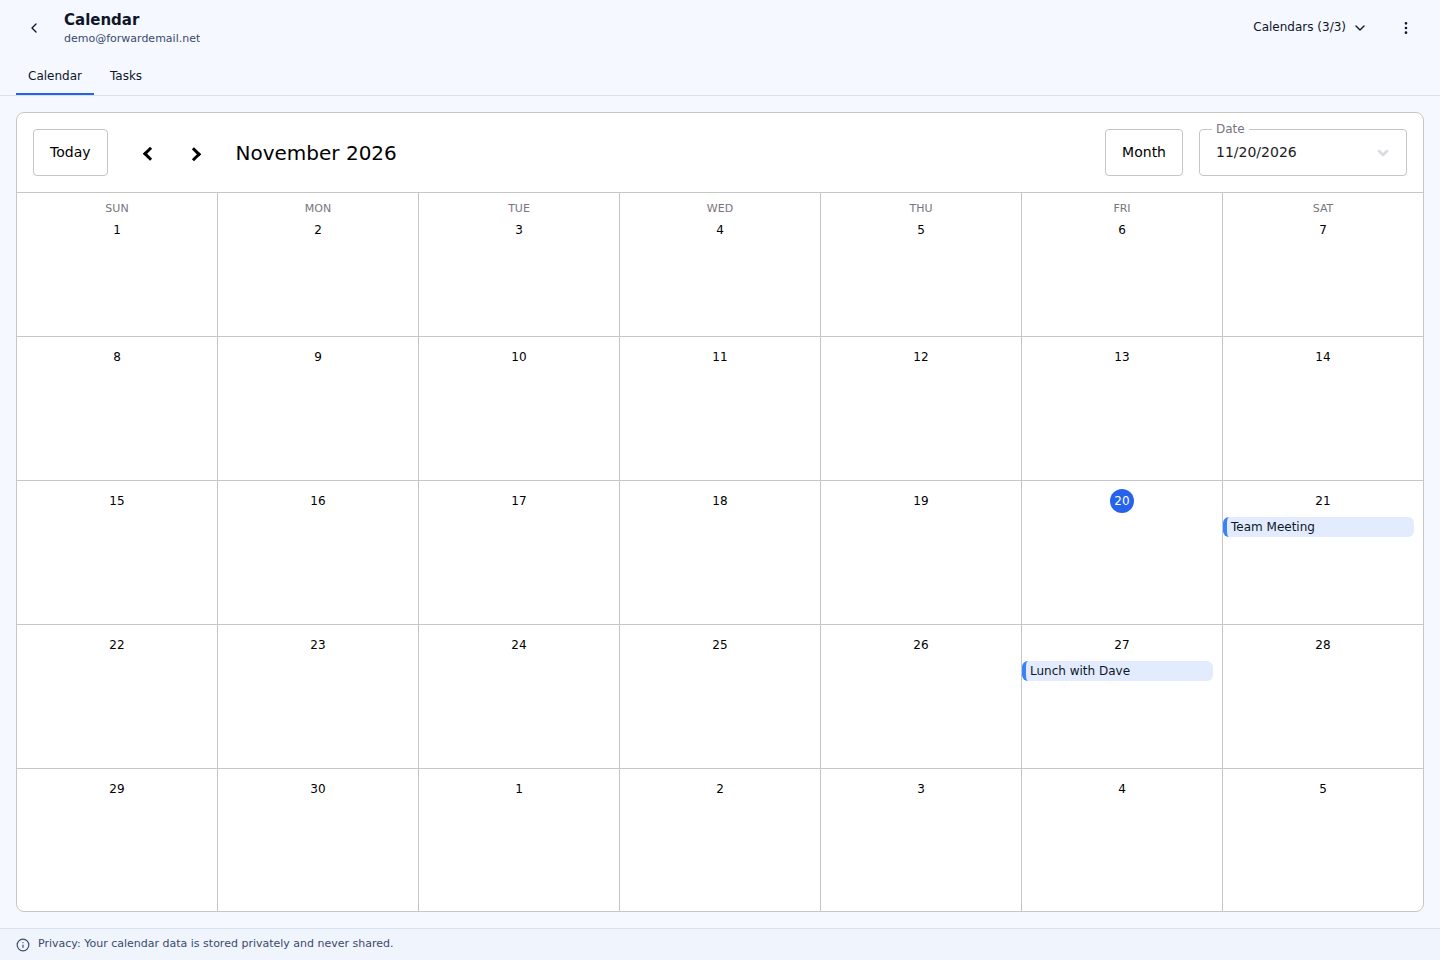 Calendar
demo@forwardemail.net
Calendars (3/3)
Calendar Tasks
Today
November 2026
Month
Date
11/20/2026
SUN MON TUE WED THU FRI SAT
1 2 3 4 5 6 7
8 9 10 11 12 13 14
15 16 17 18 19 20 21
Team Meeting
22 23 24 25 26 27 28
Lunch with Dave
29 30 1 2 3 4 5
Privacy: Your calendar data is stored privately and never shared.